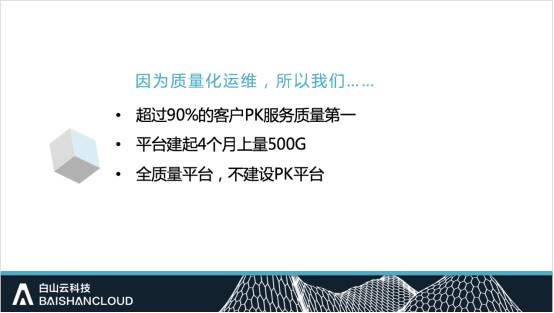 因为质量化运维，所以我们……
• 超过90%的客户PK服务质量第一
• 平台建起4个月上量500G
• 全质量平台，不建设PK平台
白山云科技
BAISHANCLOUD